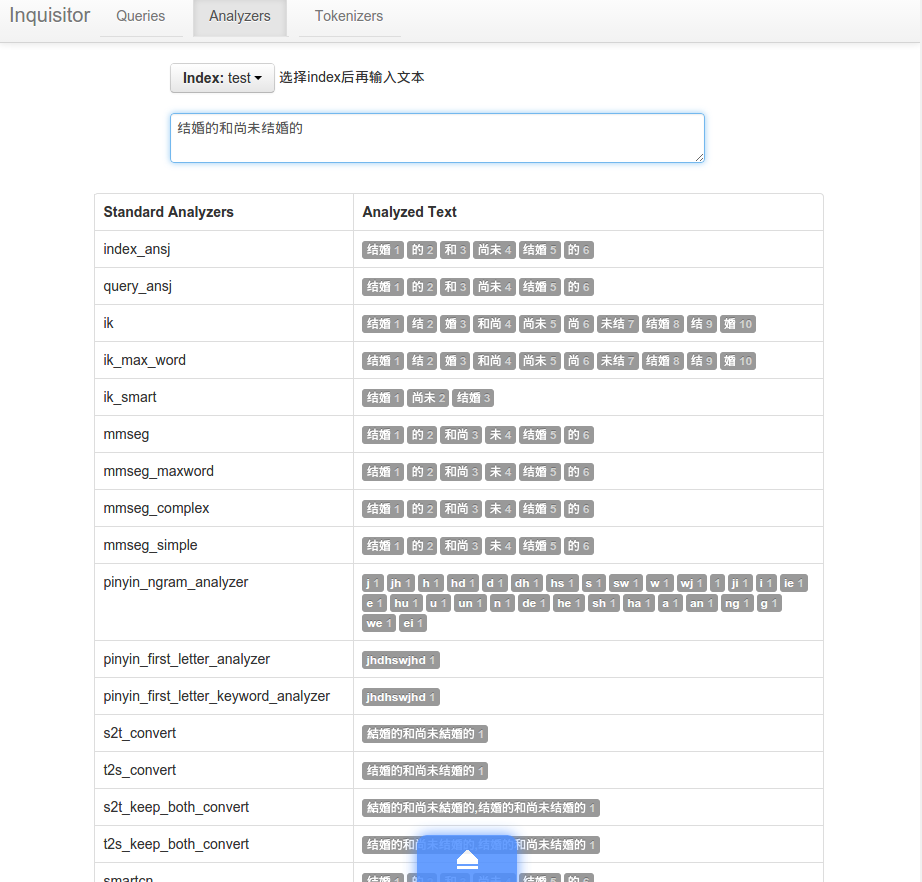 Inquisitor Queries Analyzers Tokenizers
Index: test 选择index后再输入文本
结婚的和尚未结婚的
Standard Analyzers Analyzed Text
index_ansj 结婚 1 的 2 和 3 尚未 4 结婚 5 的 6
query_ansj 结婚 1 的 2 和 3 尚未 4 结婚 5 的 6
ik 结婚 1 结 2 婚 3 和尚 4 尚未 5 尚 6 未结 7 结婚 8 结 9 婚 10
ik_max_word 结婚 1 结 2 婚 3 和尚 4 尚未 5 尚 6 未结 7 结婚 8 结 9 婚 10
ik_smart 结婚 1 尚未 2 结婚 3
mmseg 结婚 1 的 2 和尚 3 未 4 结婚 5 的 6
mmseg_maxword 结婚 1 的 2 和尚 3 未 4 结婚 5 的 6
mmseg_complex 结婚 1 的 2 和尚 3 未 4 结婚 5 的 6
mmseg_simple 结婚 1 的 2 和尚 3 未 4 结婚 5 的 6
pinyin_ngram_analyzer j 1 jh 1 h 1 hd 1 d 1 dh 1 hs 1 s 1 sw 1 w 1 wj 1 1 ji 1 i 1 ie 1
e 1 hu 1 u 1 un 1 n 1 de 1 he 1 sh 1 ha 1 a 1 an 1 ng 1 g 1
we 1 ei 1
pinyin_first_letter_analyzer jhdhswjhd 1
pinyin_first_letter_keyword_analyzer jhdhswjhd 1
s2t_convert 結婚的和尚未結婚的 1
t2s_convert 结婚的和尚未结婚的 1
s2t_keep_both_convert 結婚的和尚未結婚的,结婚的和尚未结婚的 1
t2s_keep_both_convert 结婚的和尚未结婚的,结婚的和尚未结婚的 1
smartcn 结婚 1 的 2 和 3 尚未 4 结婚 5 的 6